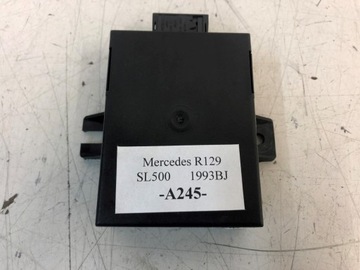 Mercedes R129
SL500 1993BJ
-A245-